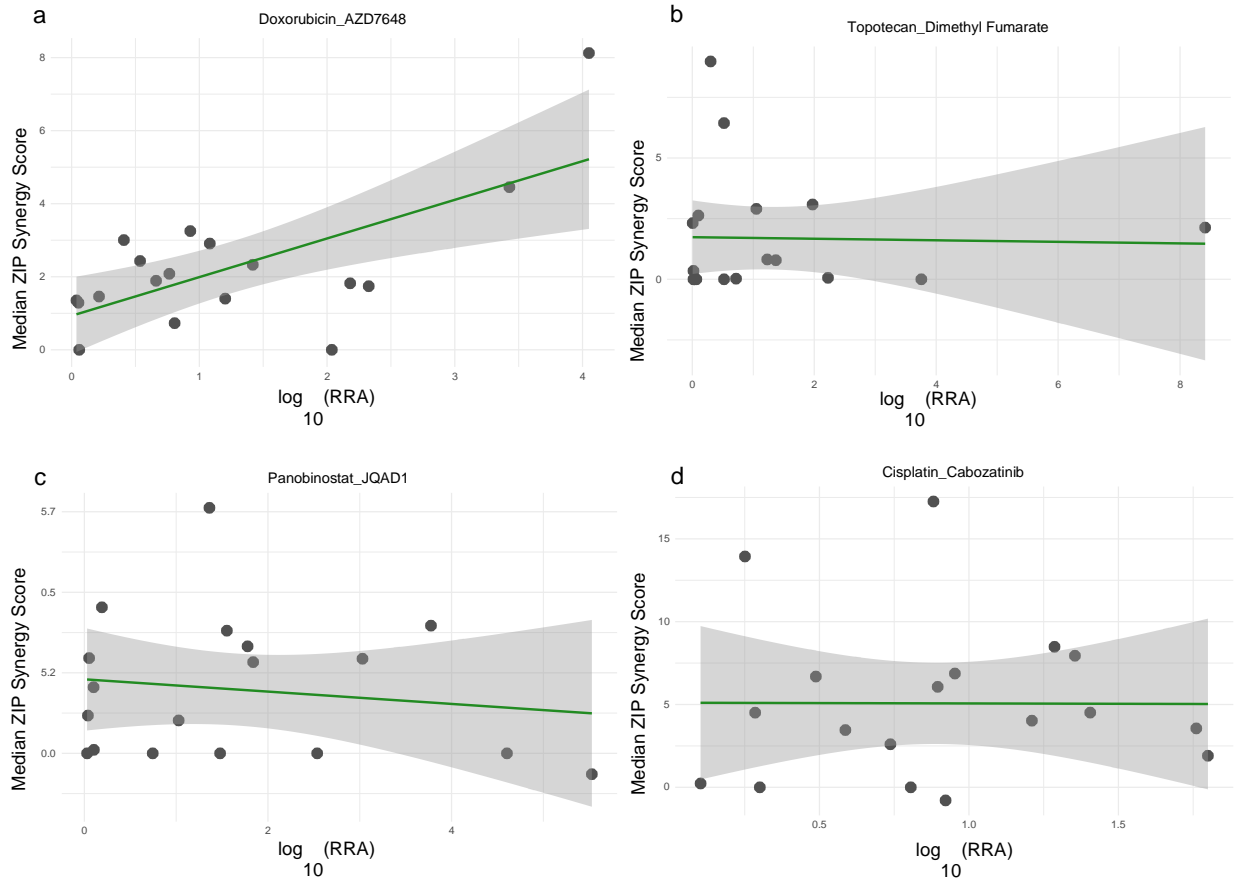 a
Doxorubicin_AZD7648
Median ZIP Synergy Score
8
6
4
2
0
0 1 2 3 4
log (RRA)
10
b
Topotecan_Dimethyl Fumarate
Median ZIP Synergy Score
5
0
0 2 4 6 8
log (RRA)
10
c
Panobinostat_JQAD1
Median ZIP Synergy Score
5.7
0.5
5.2
0.0
0 2 4
log (RRA)
10
d
Cisplatin_Cabozatinib
Median ZIP Synergy Score
15
10
5
0
0.5 1.0 1.5
log (RRA)
10